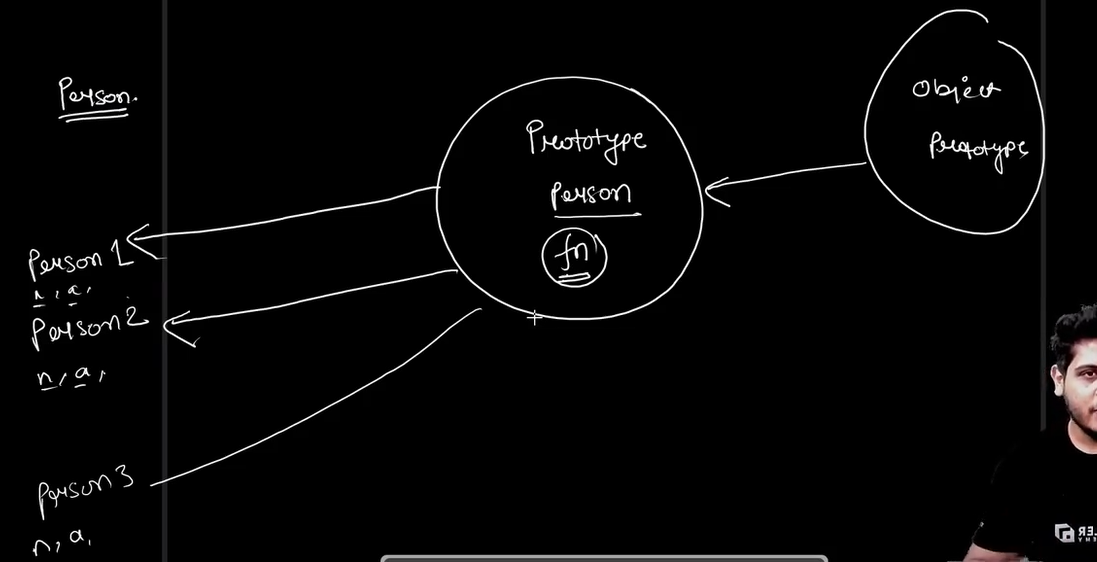 Person.
Object
Prototype
Prototype
Person
fn
Person 1
n, a,
Person 2
n, a,
Person 3
n, a,